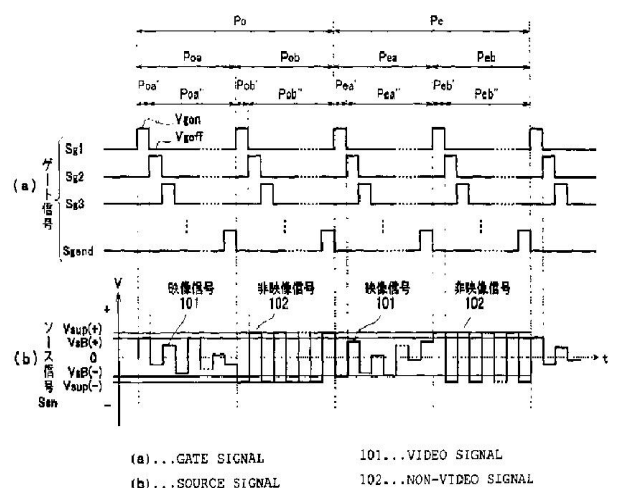 Po Pe
Poa Pob Pea Peb
Poa' Poa" Pob' Pob" Pea' Pea" Peb' Peb"
Vgon
Vgoff
Sg1
Sg2
Sg3
Sgend
(a) ゲート信号
V
+
映像信号 非映像信号 映像信号 非映像信号
101 102 101 102
Vsup(+)
VsB(+)
0
VsB(-)
Vsup(-)
(b) ソース信号
t
Ssn
−
(a)...GATE SIGNAL 101...VIDEO SIGNAL
(b)...SOURCE SIGNAL 102...NON-VIDEO SIGNAL